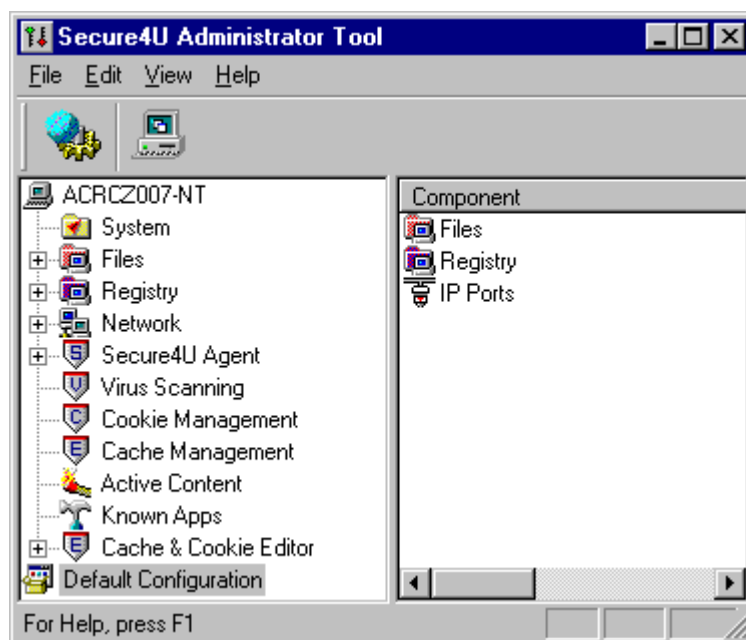 Secure4U Administrator Tool
File Edit View Help
ACRCZ007-NT
System
Files
Registry
Network
Secure4U Agent
Virus Scanning
Cookie Management
Cache Management
Active Content
Known Apps
Cache & Cookie Editor
Default Configuration
Component
Files
Registry
IP Ports
For Help, press F1